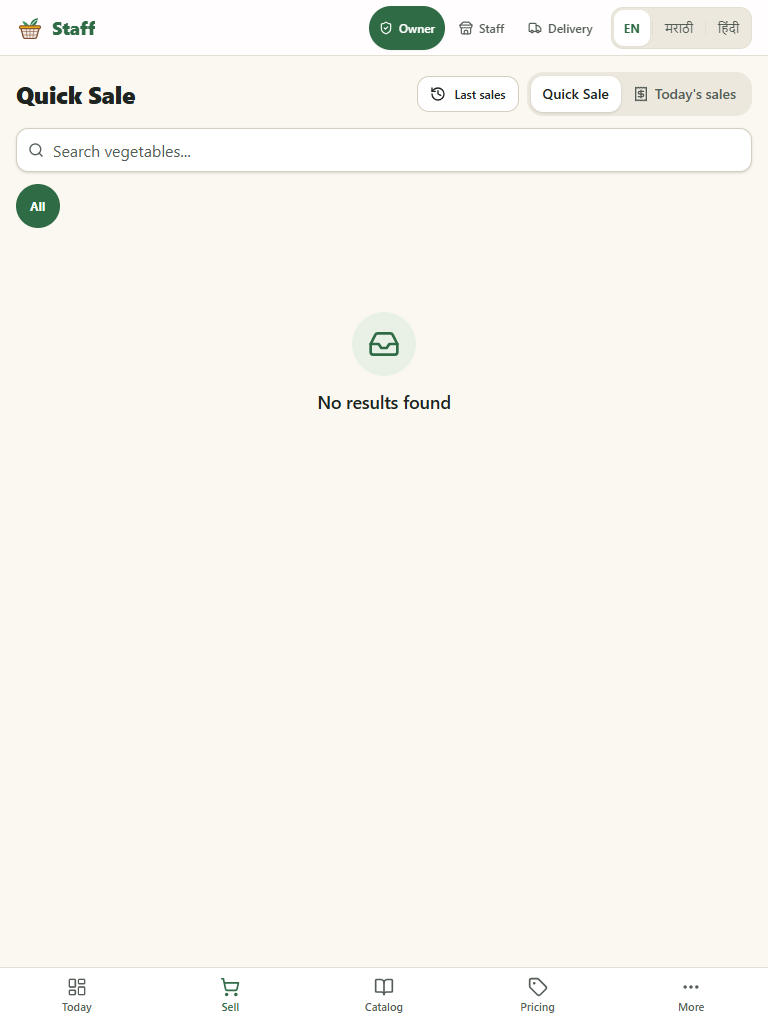 Staff
Owner
Staff
Delivery
EN
मराठी
हिंदी
Quick Sale
Last sales
Quick Sale
Today's sales
Search vegetables...
All
No results found
Today
Sell
Catalog
Pricing
More